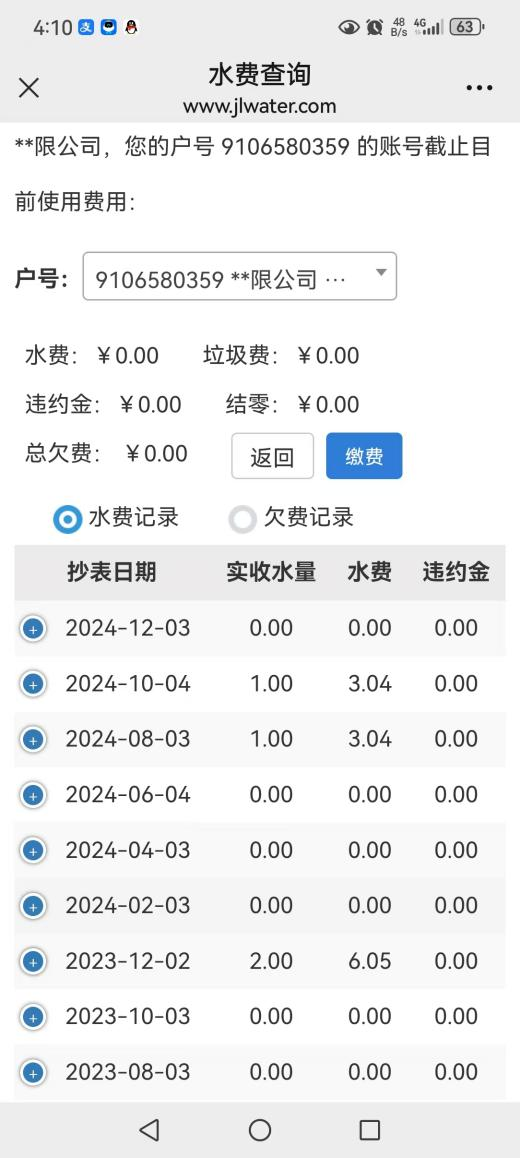 4:10 支 48 B/s 4G 63
水费查询
www.jlwater.com
**限公司，您的户号 9106580359 的账号截止目
前使用费用：
户号： 9106580359 **限公司 ···
水费： ￥0.00 垃圾费： ￥0.00
违约金： ￥0.00 结零： ￥0.00
总欠费： ￥0.00 返回 缴费
水费记录 欠费记录
抄表日期 实收水量 水费 违约金
2024-12-03 0.00 0.00 0.00
2024-10-04 1.00 3.04 0.00
2024-08-03 1.00 3.04 0.00
2024-06-04 0.00 0.00 0.00
2024-04-03 0.00 0.00 0.00
2024-02-03 0.00 0.00 0.00
2023-12-02 2.00 6.05 0.00
2023-10-03 0.00 0.00 0.00
2023-08-03 0.00 0.00 0.00